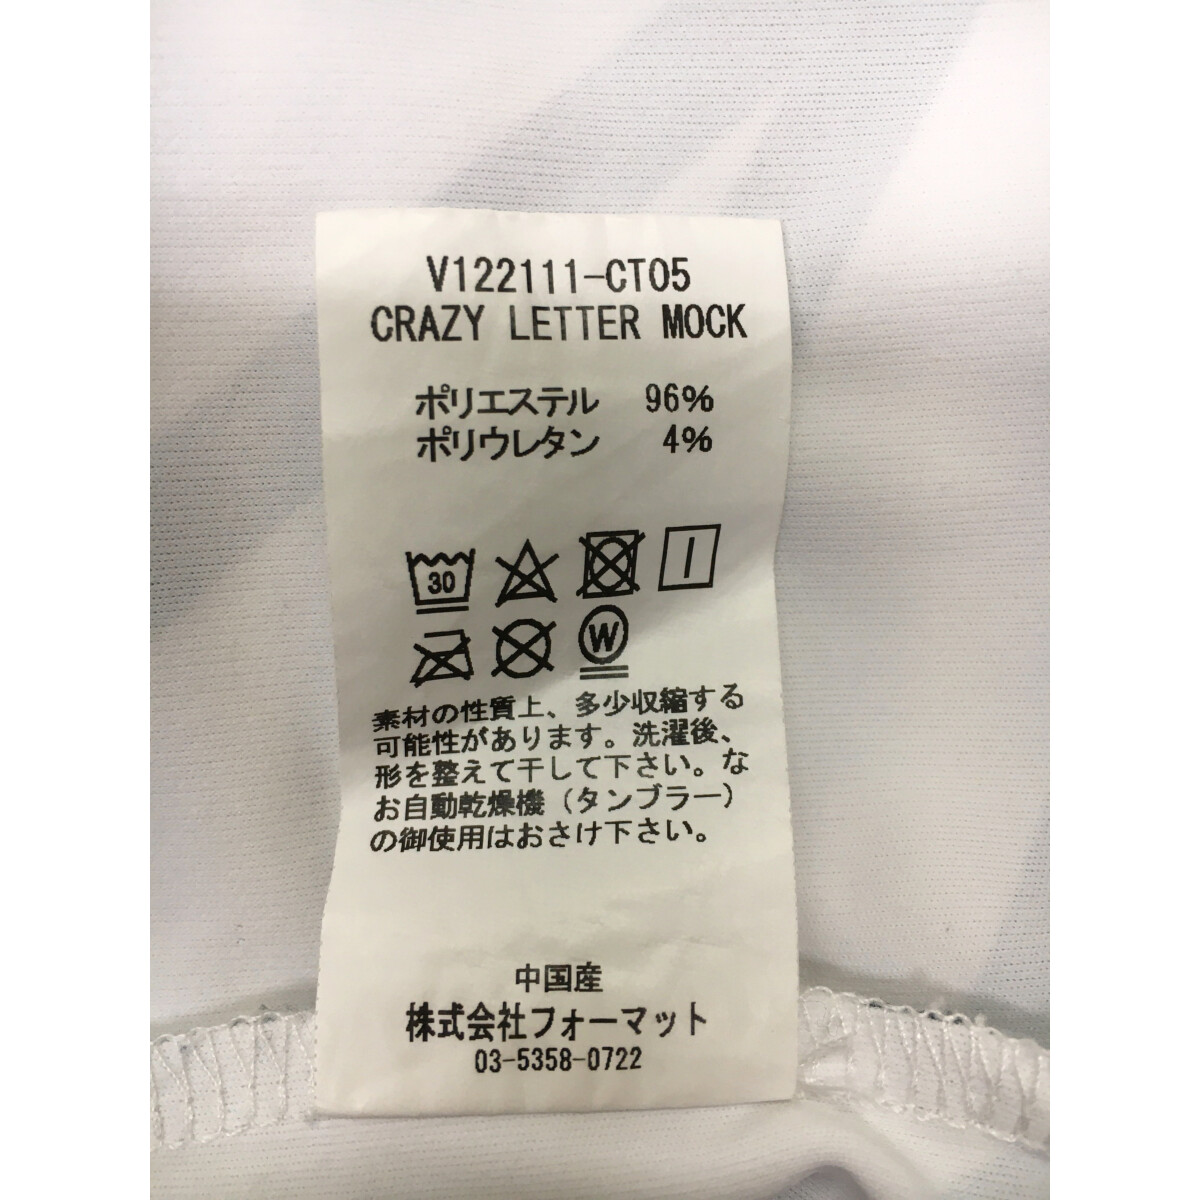 V122111-CT05
CRAZY LETTER MOCK
ポリエステル 96%
ポリウレタン 4%
30
W
素材の性質上、多少収縮する
可能性があります。洗濯後、
形を整えて干して下さい。な
お自動乾燥機（タンブラー）
の御使用はおさけ下さい。
中国産
株式会社フォーマット
03-5358-0722